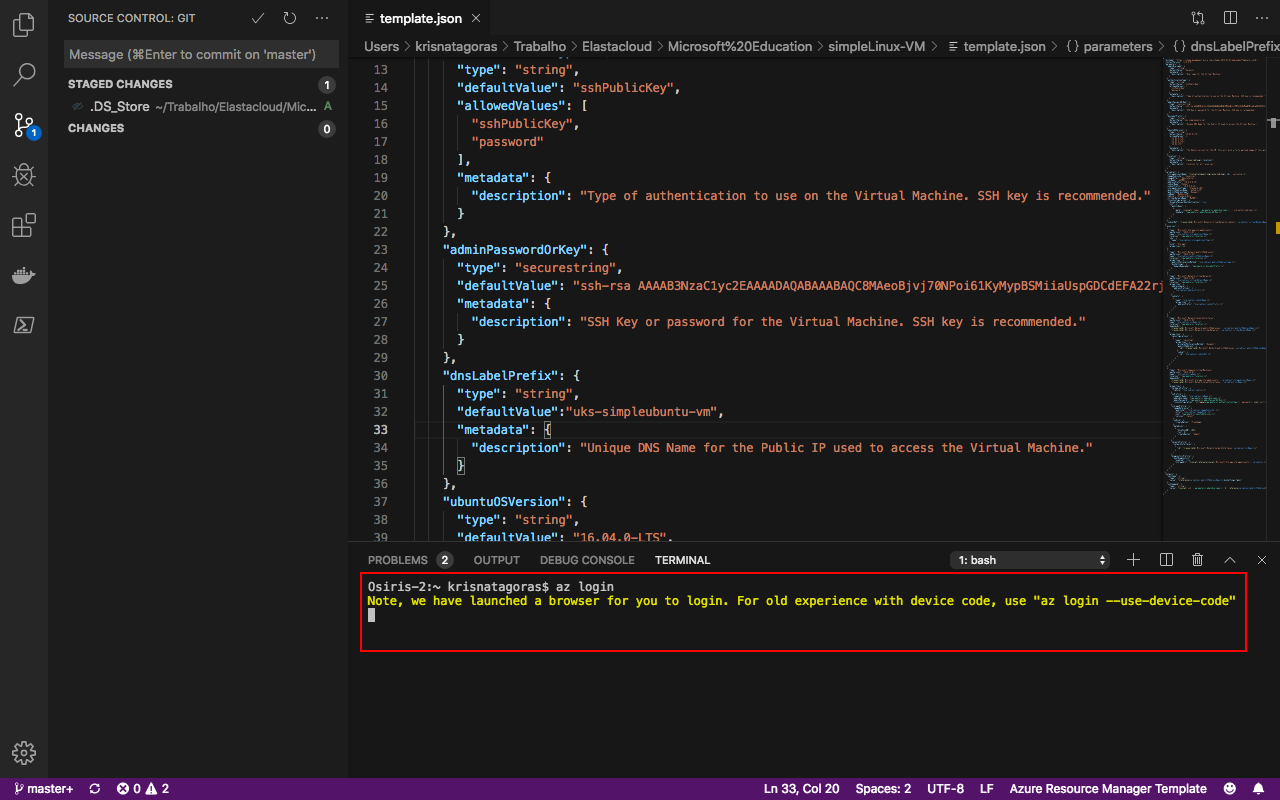 SOURCE CONTROL: GIT
Message (⌘Enter to commit on 'master')
STAGED CHANGES 1
.DS_Store ~/Trabalho/Elastacloud/Mic... A
CHANGES 0
1
template.json
Users > krisnatagoras > Trabalho > Elastacloud > Microsoft%20Education > simpleLinux-VM > template.json > {} parameters > {} dnsLabelPrefix
13 "type": "string",
14 "defaultValue": "sshPublicKey",
15 "allowedValues": [
16 "sshPublicKey",
17 "password"
18 ],
19 "metadata": {
20 "description": "Type of authentication to use on the Virtual Machine. SSH key is recommended."
21 }
22 },
23 "adminPasswordOrKey": {
24 "type": "securestring",
25 "defaultValue": "ssh-rsa AAAAB3NzaC1yc2EAAAADAQABAAABAQC8MAeoBjvj70NPoi61KyMypBSMiiaUspGDCdEFA22rj
26 "metadata": {
27 "description": "SSH Key or password for the Virtual Machine. SSH key is recommended."
28 }
29 },
30 "dnsLabelPrefix": {
31 "type": "string",
32 "defaultValue":"uks-simpleubuntu-vm",
33 "metadata": {
34 "description": "Unique DNS Name for the Public IP used to access the Virtual Machine."
35 }
36 },
37 "ubuntuOSVersion": {
38 "type": "string",
39 "defaultValue": "16.04.0-LTS",
PROBLEMS 2 OUTPUT DEBUG CONSOLE TERMINAL 1: bash
Osiris-2:~ krisnatagoras$ az login
Note, we have launched a browser for you to login. For old experience with device code, use "az login --use-device-code"
master+ 0 2 Ln 33, Col 20 Spaces: 2 UTF-8 LF Azure Resource Manager Template